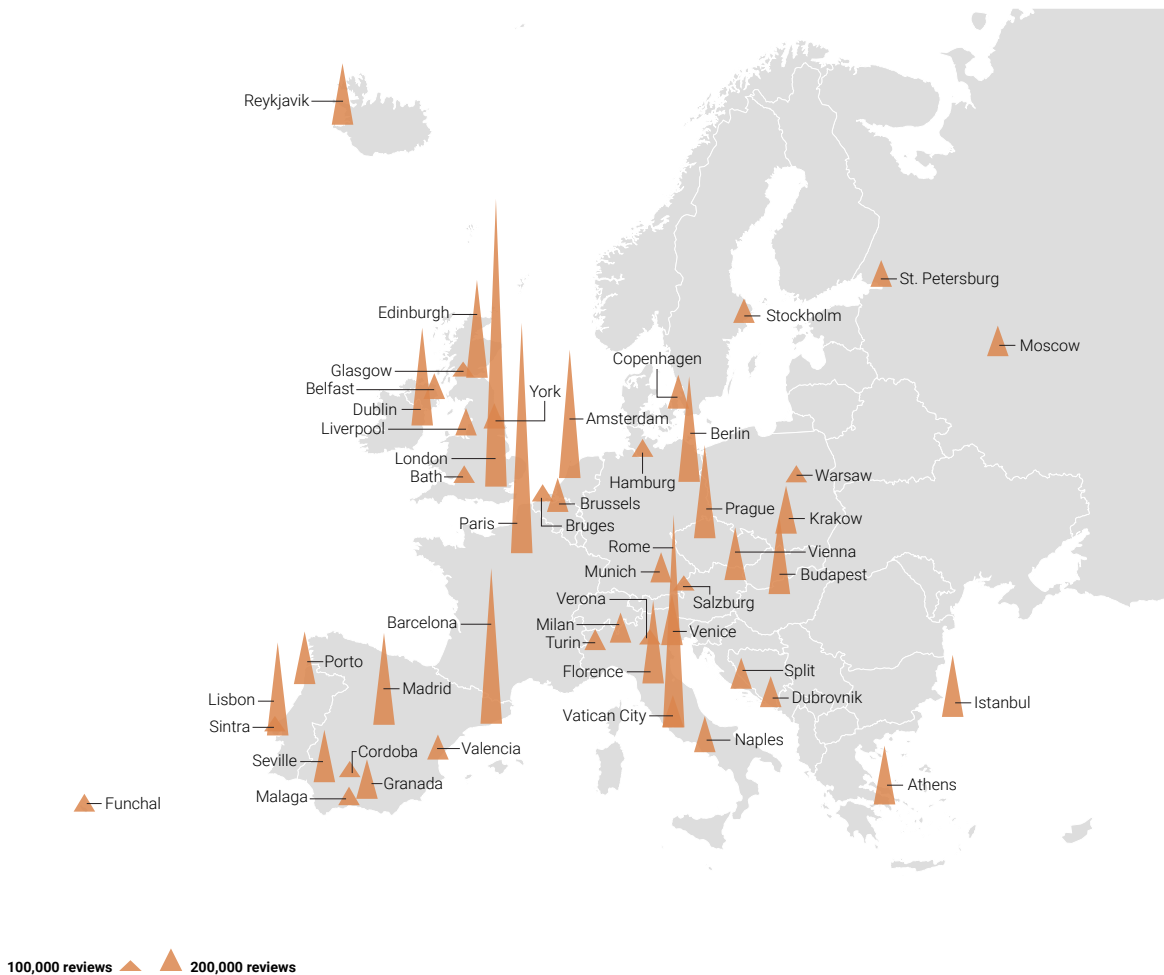 Reykjavik
St. Petersburg
Edinburgh
Stockholm
Moscow
Copenhagen
Glasgow
Belfast
York
Dublin
Amsterdam
Liverpool
Berlin
London
Bath
Hamburg
Warsaw
Brussels
Prague
Krakow
Paris
Bruges
Rome
Vienna
Munich
Budapest
Verona
Salzburg
Barcelona
Milan
Venice
Turin
Porto
Florence
Split
Madrid
Dubrovnik
Lisbon
Istanbul
Vatican City
Sintra
Naples
Cordoba
Valencia
Seville
Granada
Athens
Malaga
Funchal
100,000 reviews 200,000 reviews